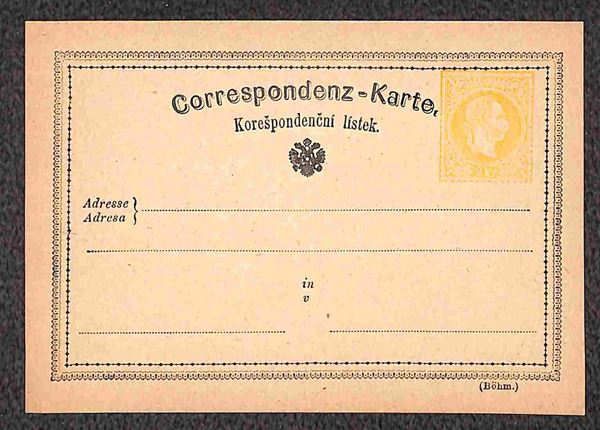 Correspondenz-Karte.
Korešpondenční lístek.
Adresse
Adresa
in
v
(Böhm.)